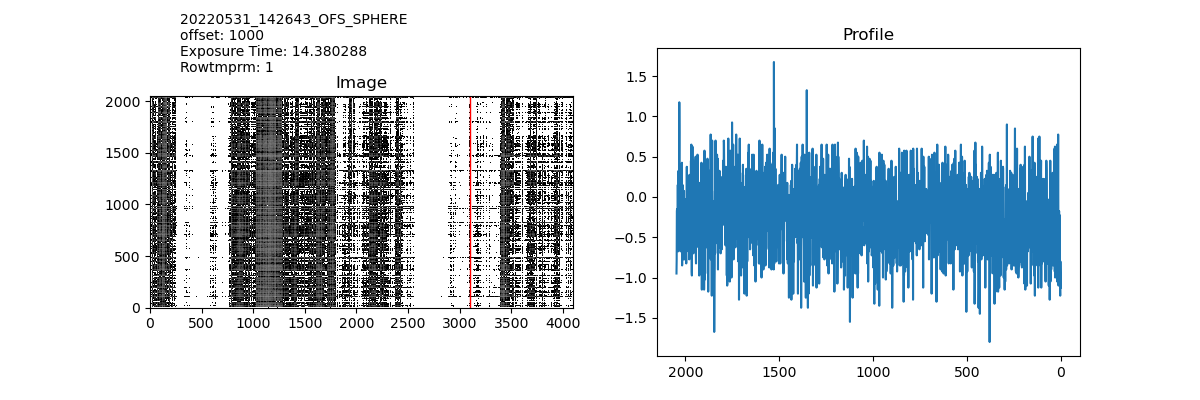 20220531_142643_OFS_SPHERE
offset: 1000
Exposure Time: 14.380288
Rowtmprm: 1
Image
2000
1500
1000
500
0
0 500 1000 1500 2000 2500 3000 3500 4000
Profile
1.5
1.0
0.5
0.0
−0.5
−1.0
−1.5
2000 1500 1000 500 0